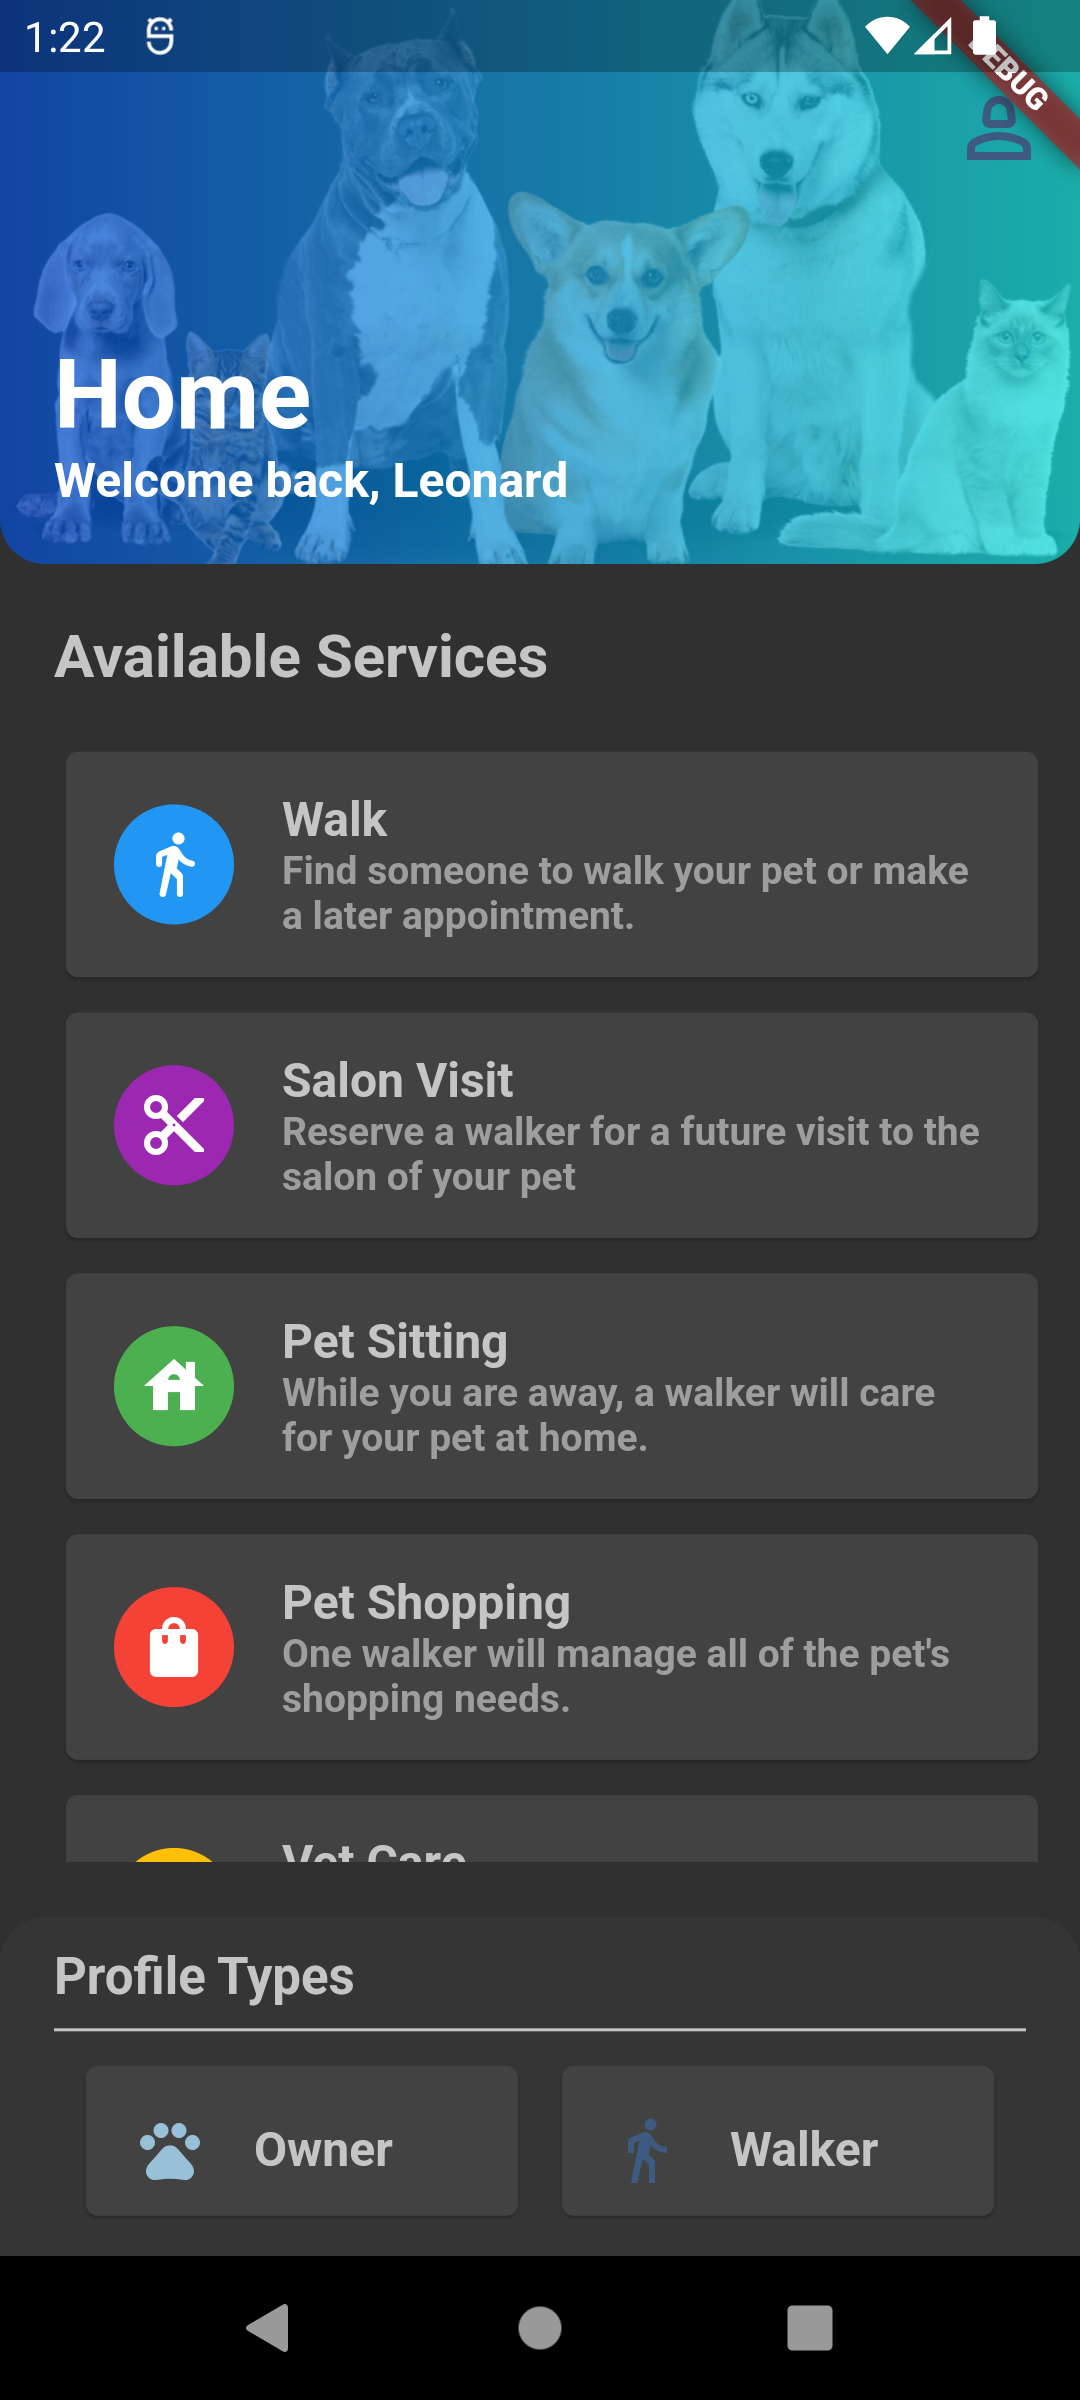 1:22
DEBUG
Home
Welcome back, Leonard
Available Services
Walk
Find someone to walk your pet or make
a later appointment.
Salon Visit
Reserve a walker for a future visit to the
salon of your pet
Pet Sitting
While you are away, a walker will care
for your pet at home.
Pet Shopping
One walker will manage all of the pet's
shopping needs.
Vet Care
Profile Types
Owner
Walker